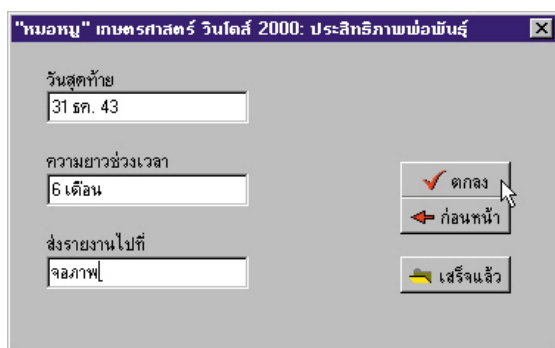 "หมอหมู" เกษตรศาสตร์ วินโดส์ 2000: ประสิทธิภาพพ่อพันธุ์
วันสุดท้าย
31 ธค. 43
ความยาวช่วงเวลา
6 เดือน
ตกลง
ก่อนหน้า
ส่งรายงานไปที่
จอภาพ
เสร็จแล้ว